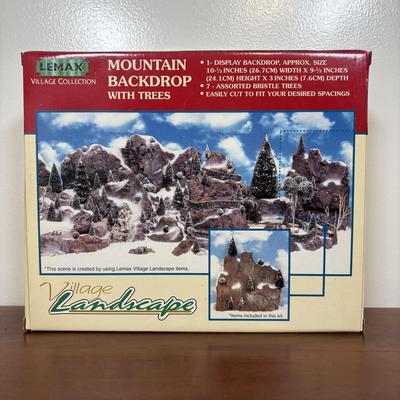 LEMAX
VILLAGE COLLECTION
MOUNTAIN
BACKDROP
WITH TREES
• 1- DISPLAY BACKDROP, APPROX. SIZE
10-½ INCHES (26.7CM) WIDTH X 9-½ INCHES
(24.1CM) HEIGHT X 3 INCHES (7.6CM) DEPTH
• 7 - ASSORTED BRISTLE TREES
• EASILY CUT TO FIT YOUR DESIRED SPACINGS
*This scene is created by using Lemax Village Landscape items.
Village
Landscape
*Items included in this kit.